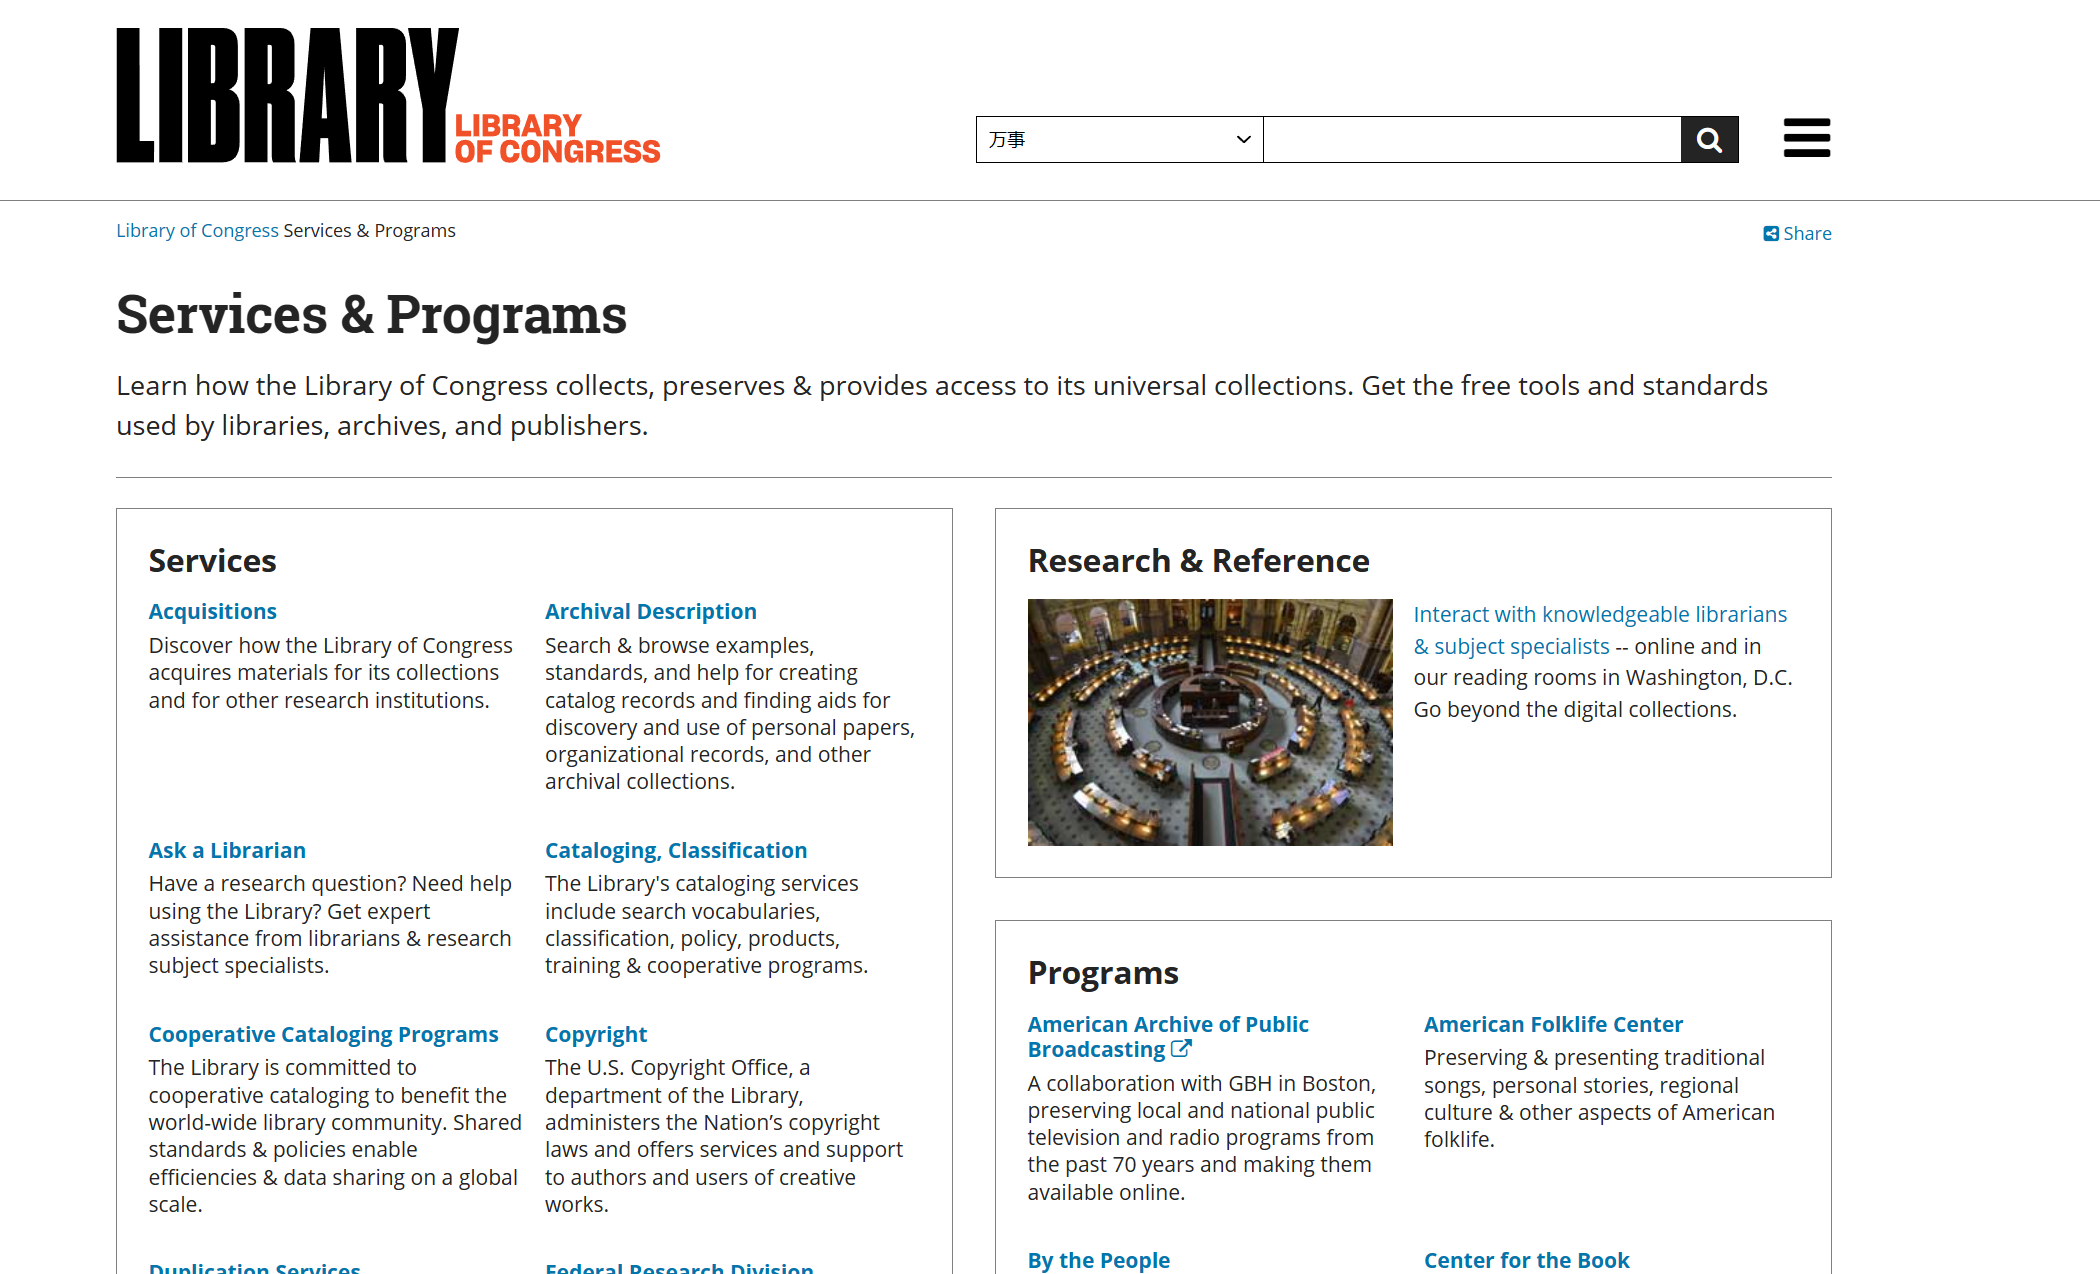 LIBRARY
LIBRARY
OF CONGRESS
万事
Library of Congress Services & Programs
Share
Services & Programs
Learn how the Library of Congress collects, preserves & provides access to its universal collections. Get the free tools and standards
used by libraries, archives, and publishers.
Services
Acquisitions
Discover how the Library of Congress
acquires materials for its collections
and for other research institutions.
Archival Description
Search & browse examples,
standards, and help for creating
catalog records and finding aids for
discovery and use of personal papers,
organizational records, and other
archival collections.
Ask a Librarian
Have a research question? Need help
using the Library? Get expert
assistance from librarians & research
subject specialists.
Cataloging, Classification
The Library's cataloging services
include search vocabularies,
classification, policy, products,
training & cooperative programs.
Cooperative Cataloging Programs
The Library is committed to
cooperative cataloging to benefit the
world-wide library community. Shared
standards & policies enable
efficiencies & data sharing on a global
scale.
Copyright
The U.S. Copyright Office, a
department of the Library,
administers the Nation’s copyright
laws and offers services and support
to authors and users of creative
works.
Duplication Services
Federal Research Division
Research & Reference
Interact with knowledgeable librarians
& subject specialists -- online and in
our reading rooms in Washington, D.C.
Go beyond the digital collections.
Programs
American Archive of Public
Broadcasting
A collaboration with GBH in Boston,
preserving local and national public
television and radio programs from
the past 70 years and making them
available online.
American Folklife Center
Preserving & presenting traditional
songs, personal stories, regional
culture & other aspects of American
folklife.
By the People
Center for the Book